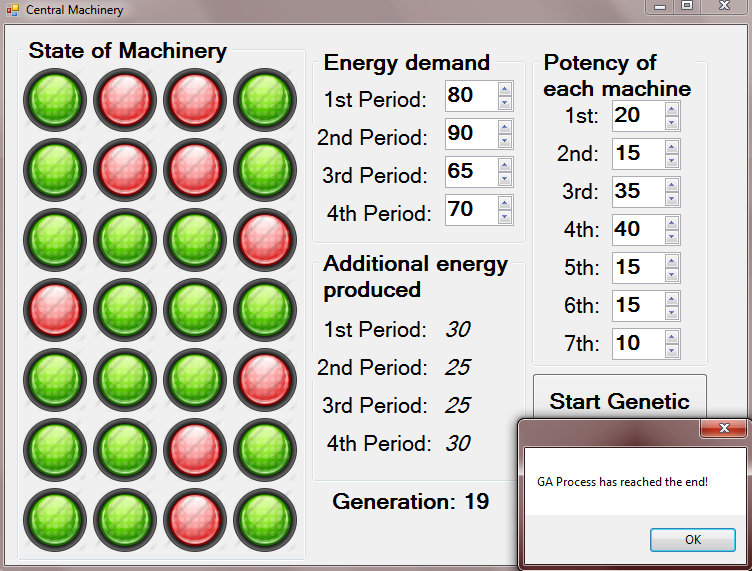 Central Machinery
State of Machinery
Energy demand
1st Period: 80
2nd Period: 90
3rd Period: 65
4th Period: 70
Additional energy
produced
1st Period: 30
2nd Period: 25
3rd Period: 25
4th Period: 30
Generation: 19
Potency of
each machine
1st: 20
2nd: 15
3rd: 35
4th: 40
5th: 15
6th: 15
7th: 10
Start Genetic
GA Process has reached the end!
OK